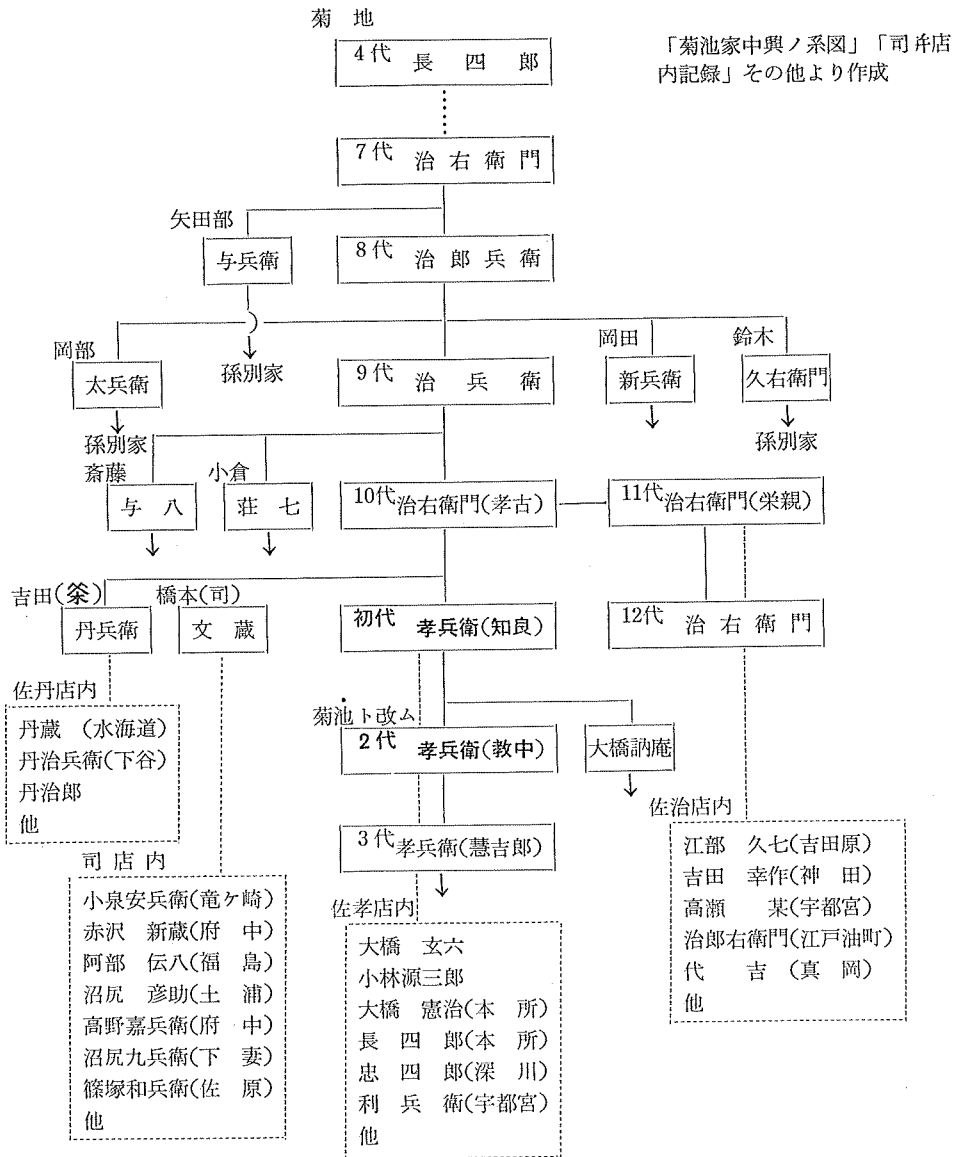 菊　地
「菊池家中興ノ系図」「司店
内記録」その他より作成
4代　長　四　郎
7代　治　右　衛　門
矢田部
与兵衛
8代　治　郎　兵　衛
岡部
太兵衛
孫別家
孫別家
9代　治　兵　衛
岡田
新兵衛
鈴木
久右衛門
孫別家
斎藤
与　八
小倉
荘　七
10代　治右衛門(孝古)
11代　治右衛門(栄親)
吉田
丹兵衛
橋本(司)
文　蔵
初代　孝兵衛(知良)
12代　治　右　衛　門
菊池ト改ム
2代　孝兵衛(教中)
大橋訥庵
3代　孝兵衛(慧吉郎)
佐丹店内
丹蔵　(水海道)
丹治兵衛(下谷)
丹治郎
他
司　店　内
小泉安兵衛(竜ケ崎)
赤沢　新蔵(府　中)
阿部　伝八(福　島)
沼尻　彦助(土　浦)
高野嘉兵衛(府　中)
沼尻九兵衛(下　妻)
篠塚和兵衛(佐　原)
他
佐孝店内
大橋　玄六
小林源三郎
大橋　憲治(本　所)
長　四　郎(本　所)
忠　四　郎(深　川)
利　兵　衛(宇都宮)
他
佐治店内
江部　久七(吉田原)
吉田　幸作(神　田)
高瀬　某(宇都宮)
治郎右衛門(江戸油町)
代　吉　(真　岡)
他